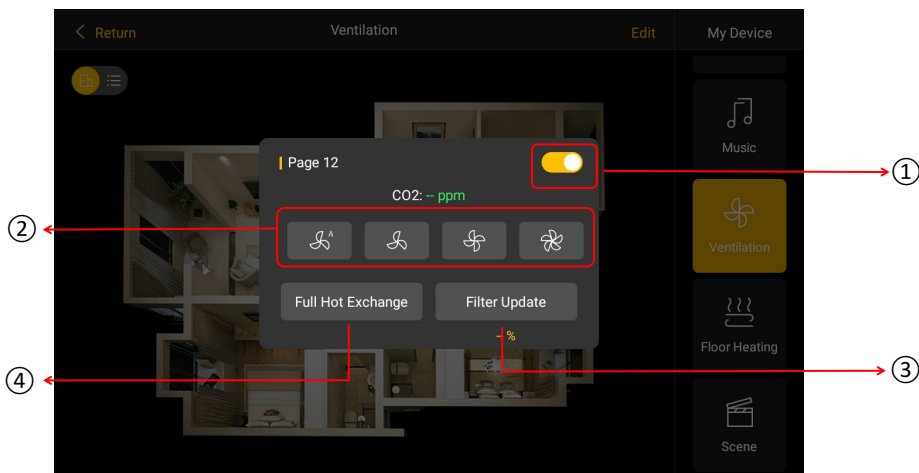 Return
Ventilation
Edit
My Device
Music
Page 12
①
CO2: -- ppm
②
A
Ventilation
Full Hot Exchange
Filter Update
-- %
Floor Heating
④
③
Scene